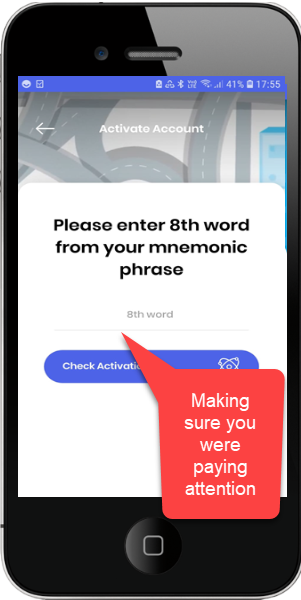 41% 17:55
Activate Account
Please enter 8th word
from your mnemonic
phrase
8th word
Check Activatio
Making
sure you
were
paying
attention